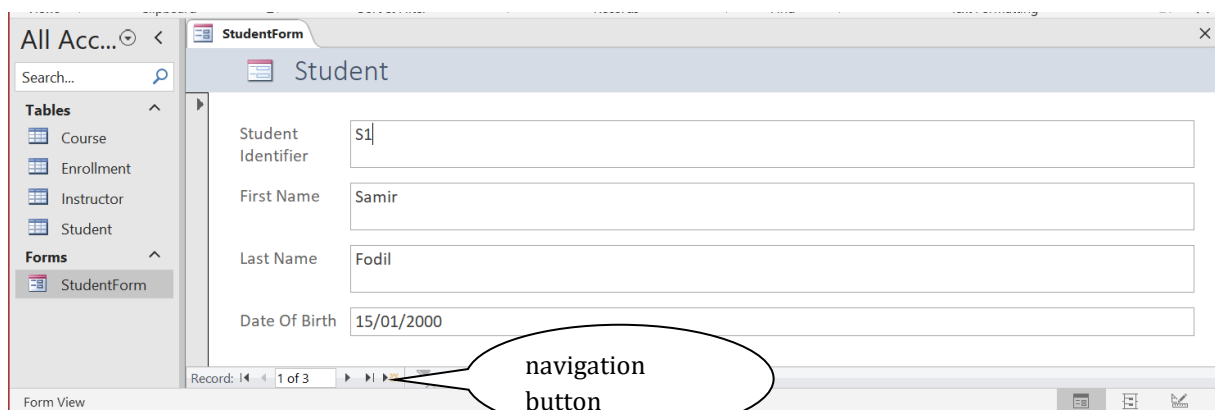 All Acc...
Search...
Tables
Course
Enrollment
Instructor
Student
Forms
StudentForm
StudentForm
Student
Student
Identifier
S1
First Name
Samir
Last Name
Fodil
Date Of Birth
15/01/2000
Record:
1 of 3
navigation
button
Form View